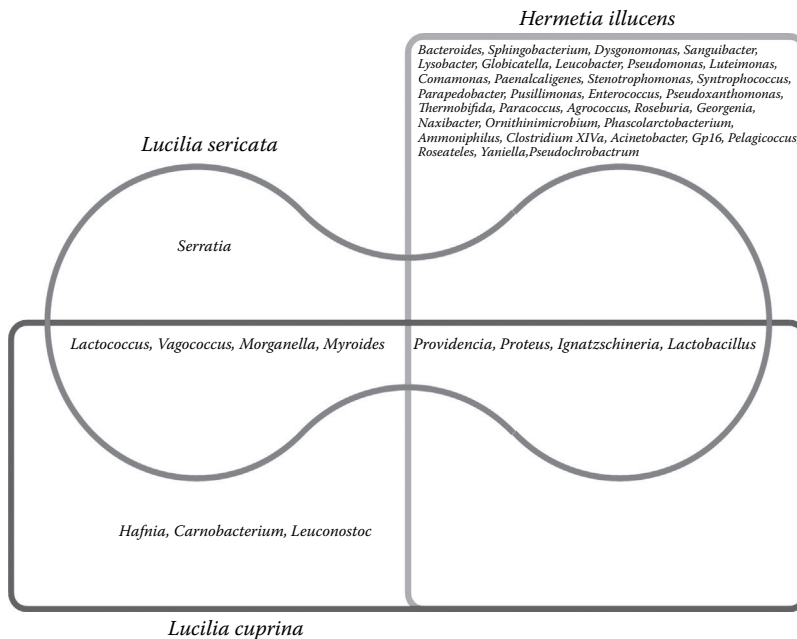 Hermetia illucens
Bacteroides, Sphingobacterium, Dysgonomonas, Sanguibacter,
Lysobacter, Globicatella, Leucobacter, Pseudomonas, Luteimonas,
Comamonas, Paenalcaligenes, Stenotrophomonas, Syntrophococcus,
Parapedobacter, Pusillimonas, Enterococcus, Pseudoxanthomonas,
Thermobifida, Paracoccus, Agrococcus, Roseburia, Georgenia,
Naxibacter, Ornithinimicrobium, Phascolarctobacterium,
Ammoniphilus, Clostridium XIVa, Acinetobacter, Gp16, Pelagicoccus
Roseateles, Yaniella,Pseudochrobactrum
Lucilia sericata
Serratia
Lactococcus, Vagococcus, Morganella, Myroides
Providencia, Proteus, Ignatzschineria, Lactobacillus
Hafnia, Carnobacterium, Leuconostoc
Lucilia cuprina